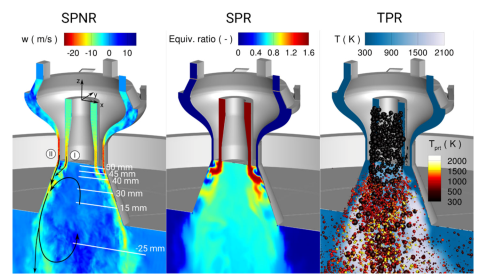 SPNR
SPR
TPR
w ( m/s )
-20 -10 0 10
Equiv. ratio ( - )
0 0.4 0.8 1.2 1.6
T ( K )
300 900 1500 2100
z
y
x
II
I
50 mm
45 mm
40 mm
30 mm
15 mm
-25 mm
T prl ( K )
2000
1500
1000
600
300